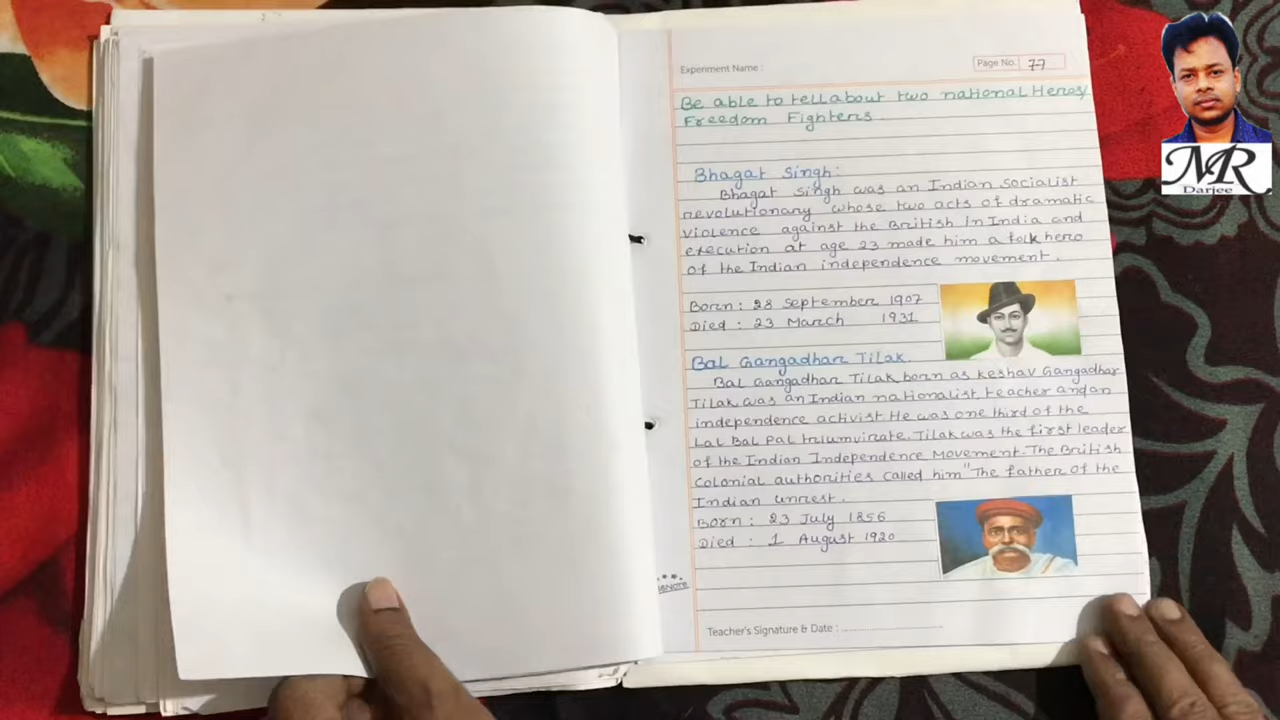 Experiment Name :
Page No. 77
Be able to tell about two national Heros/
Freedom Fighters.
Bhagat Singh:
Bhagat Singh was an Indian socialist
revolutionary whose two acts of dramatic
violence against the British in India and
execution at age 23 made him a folk hero
of the Indian independence movement.
Born: 28 September 1907
Died : 23 March 1931
Bal Gangadhar Tilak.
Bal Gangadhar Tilak, born as Keshav Gangadhar
Tilak was an Indian nationalist teacher and an
independence activist. He was one third of the
Lal Bal Pal triumvirate. Tilak was the first leader
of the Indian Independence Movement. The British
colonial authorities called him "The father of the
Indian unrest.
Born : 23 July 1856
Died : 1 August 1920
Teacher's Signature & Date :
MR
Darjee